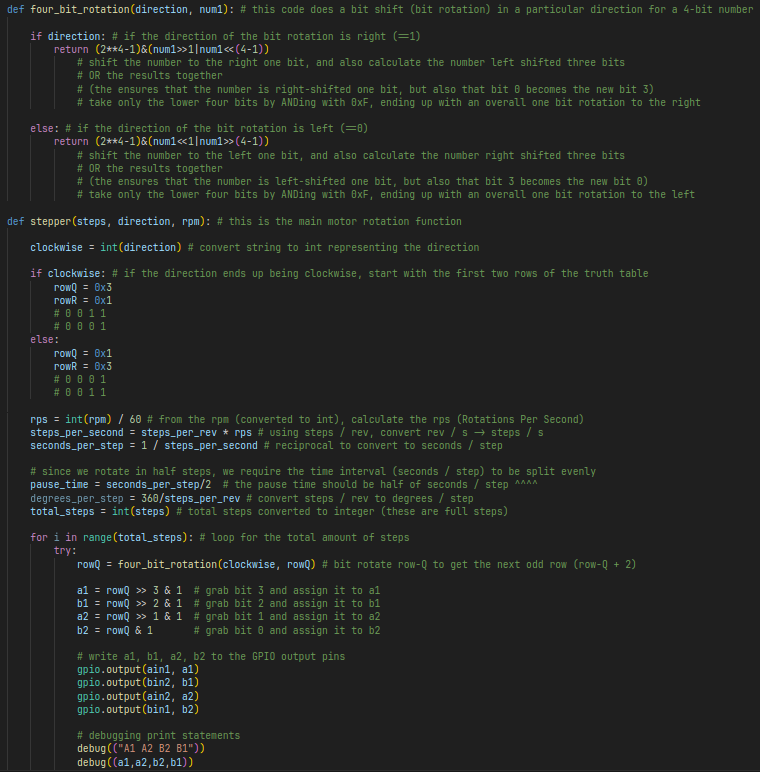 def four_bit_rotation(direction, num1): # this code does a bit shift (bit rotation) in a particular direction for a 4-bit number
if direction: # if the direction of the bit rotation is right (==1)
return (2**4-1)&(num1>>1|num1<<(4-1))
# shift the number to the right one bit, and also calculate the number left shifted three bits
# OR the results together
# (the ensures that the number is right-shifted one bit, but also that bit 0 becomes the new bit 3)
# take only the lower four bits by ANDing with 0xF, ending up with an overall one bit rotation to the right
else: # if the direction of the bit rotation is left (==0)
return (2**4-1)&(num1<<1|num1>>(4-1))
# shift the number to the left one bit, and also calculate the number right shifted three bits
# OR the results together
# (the ensures that the number is left-shifted one bit, but also that bit 3 becomes the new bit 0)
# take only the lower four bits by ANDing with 0xF, ending up with an overall one bit rotation to the left
def stepper(steps, direction, rpm): # this is the main motor rotation function
clockwise = int(direction) # convert string to int representing the direction
if clockwise: # if the direction ends up being clockwise, start with the first two rows of the truth table
rowQ = 0x3
rowR = 0x1
# 0 0 1 1
# 0 0 0 1
else:
rowQ = 0x1
rowR = 0x3
# 0 0 0 1
# 0 0 1 1
rps = int(rpm) / 60 # from the rpm (converted to int), calculate the rps (Rotations Per Second)
steps_per_second = steps_per_rev * rps # using steps / rev, convert rev / s -> steps / s
seconds_per_step = 1 / steps_per_second # reciprocal to convert to seconds / step
# since we rotate in half steps, we require the time interval (seconds / step) to be split evenly
pause_time = seconds_per_step/2  # the pause time should be half of seconds / step ^^^^
degrees_per_step = 360/steps_per_rev # convert steps / rev to degrees / step
total_steps = int(steps) # total steps converted to integer (these are full steps)
for i in range(total_steps): # loop for the total amount of steps
try:
rowQ = four_bit_rotation(clockwise, rowQ) # bit rotate row-Q to get the next odd row (row-Q + 2)
a1 = rowQ >> 3 & 1  # grab bit 3 and assign it to a1
b1 = rowQ >> 2 & 1  # grab bit 2 and assign it to b1
a2 = rowQ >> 1 & 1  # grab bit 1 and assign it to a2
b2 = rowQ & 1       # grab bit 0 and assign it to b2
# write a1, b1, a2, b2 to the GPIO output pins
gpio.output(ain1, a1)
gpio.output(bin2, b1)
gpio.output(ain2, a2)
gpio.output(bin1, b2)
# debugging print statements
debug(("A1 A2 B2 B1"))
debug((a1,a2,b2,b1))